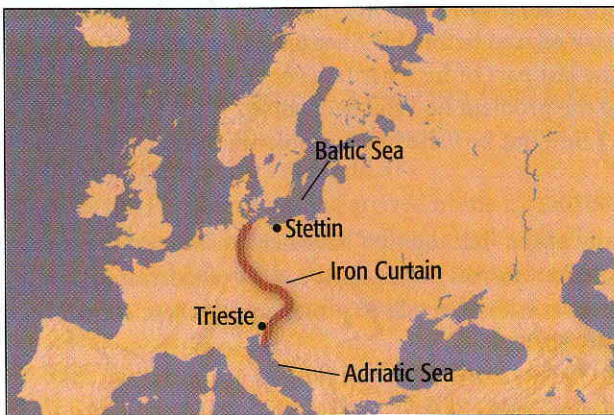 Baltic Sea
Stettin
Iron Curtain
Trieste
Adriatic Sea